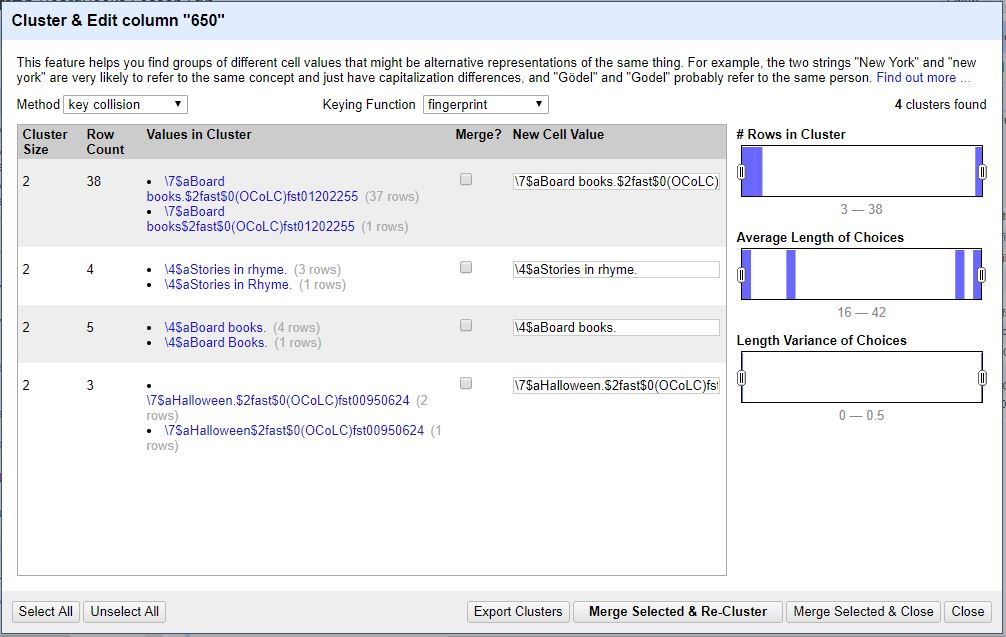 Cluster & Edit column "650"
This feature helps you find groups of different cell values that might be alternative representations of the same thing. For example, the two strings "New York" and "new
york" are very likely to refer to the same concept and just have capitalization differences, and "Gödel" and "Godel" probably refer to the same person. Find out more ...
Method key collision Keying Function fingerprint 4 clusters found
Cluster Size Row Count Values in Cluster Merge? New Cell Value
2 38
• \7$aBoard
books.$2fast$0(OCoLC)fst01202255 (37 rows)
• \7$aBoard
books$2fast$0(OCoLC)fst01202255 (1 rows)
\7$aBoard books.$2fast$0(OCoLC)
2 4
• \4$aStories in rhyme. (3 rows)
• \4$aStories in Rhyme. (1 rows)
\4$aStories in rhyme.
2 5
• \4$aBoard books. (4 rows)
• \4$aBoard Books. (1 rows)
\4$aBoard books.
2 3
•
\7$aHalloween.$2fast$0(OCoLC)fst00950624 (2
rows)
• \7$aHalloween$2fast$0(OCoLC)fst00950624 (1
rows)
\7$aHalloween.$2fast$0(OCoLC)fst
# Rows in Cluster
3 — 38
Average Length of Choices
16 — 42
Length Variance of Choices
0 — 0.5
Select All Unselect All Export Clusters Merge Selected & Re-Cluster Merge Selected & Close Close